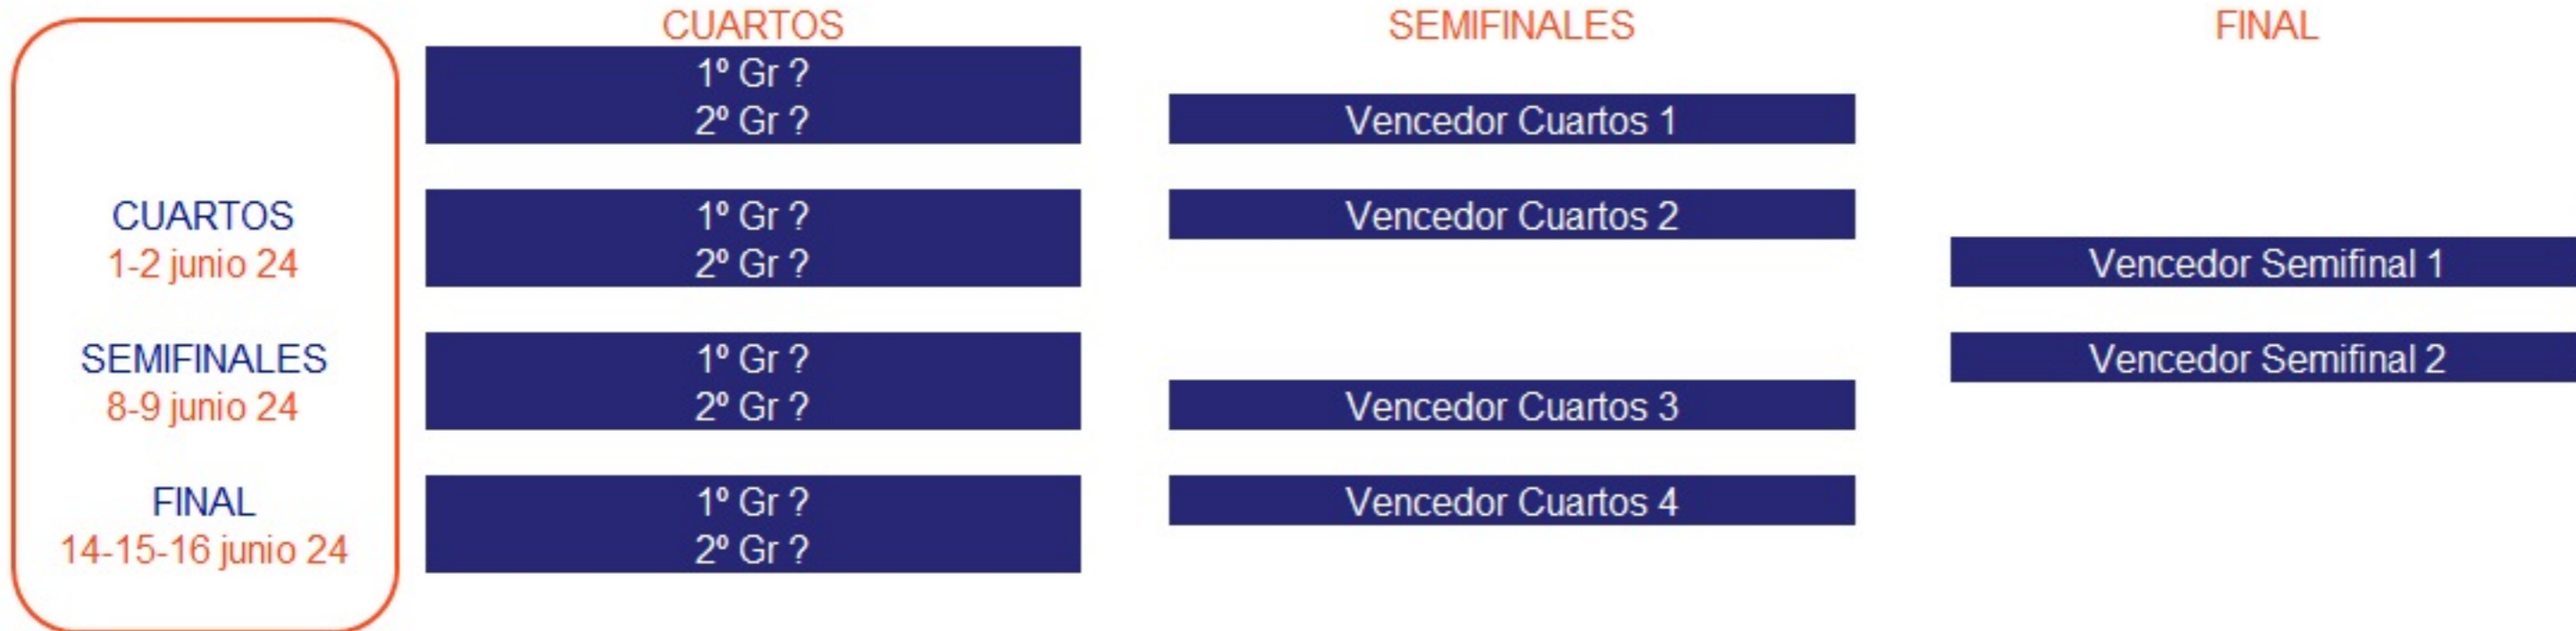 CUARTOS
1-2 junio 24
SEMIFINALES
8-9 junio 24
FINAL
14-15-16 junio 24
CUARTOS
1º Gr ?
2º Gr ?
1º Gr ?
2º Gr ?
1º Gr ?
2º Gr ?
1º Gr ?
2º Gr ?
SEMIFINALES
Vencedor Cuartos 1
Vencedor Cuartos 2
Vencedor Cuartos 3
Vencedor Cuartos 4
FINAL
Vencedor Semifinal 1
Vencedor Semifinal 2